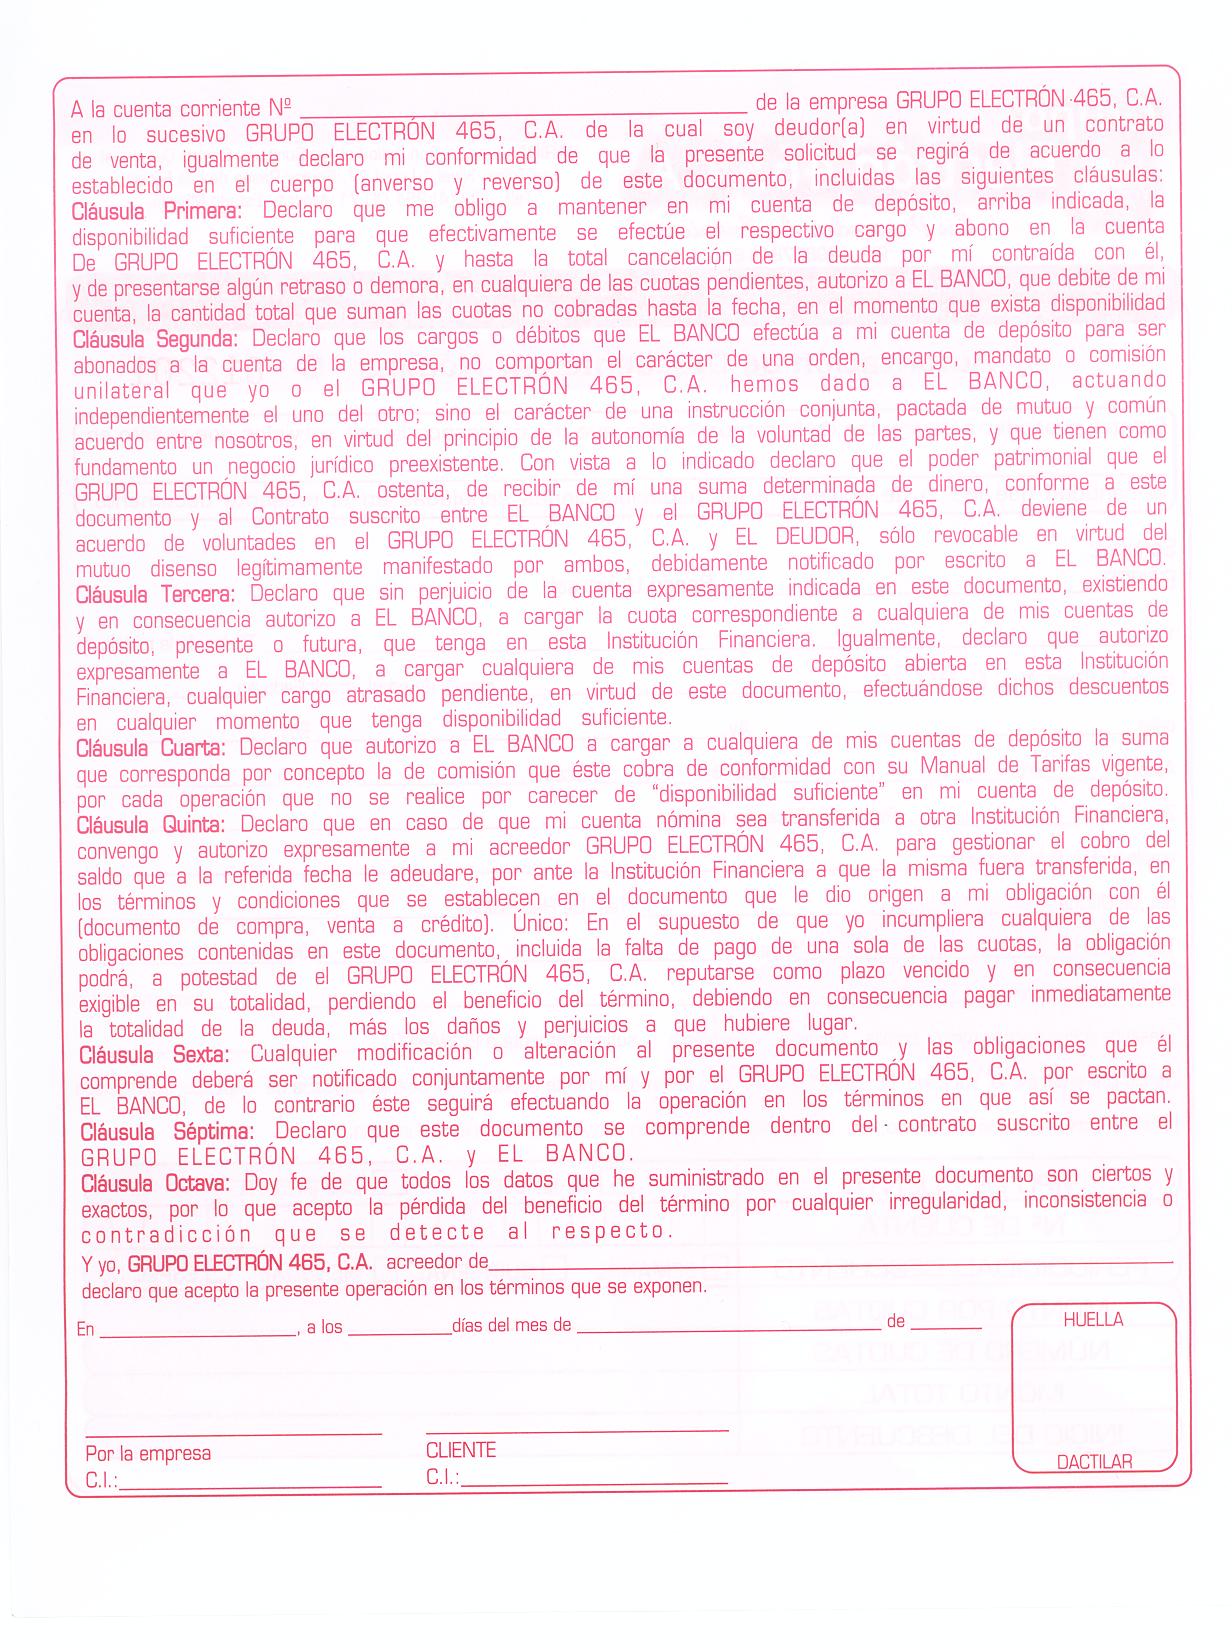 A la cuenta corriente Nº de la empresa GRUPO ELECTRÓN 465, C.A.
en lo sucesivo GRUPO ELECTRÓN 465, C.A. de la cual soy deudor(a) en virtud de un contrato
de venta, igualmente declaro mi conformidad de que la presente solicitud se regirá de acuerdo a lo
establecido en el cuerpo (anverso y reverso) de este documento, incluidas las siguientes cláusulas:
Cláusula Primera: Declaro que me obligo a mantener en mi cuenta de depósito, arriba indicada, la
disponibilidad suficiente para que efectivamente se efectúe el respectivo cargo y abono en la cuenta
De GRUPO ELECTRÓN 465, C.A. y hasta la total cancelación de la deuda por mí contraída con él,
y de presentarse algún retraso o demora, en cualquiera de las cuotas pendientes, autorizo a EL BANCO, que debite de mi
cuenta, la cantidad total que suman las cuotas no cobradas hasta la fecha, en el momento que exista disponibilidad
Cláusula Segunda: Declaro que los cargos o débitos que EL BANCO efectúa a mi cuenta de depósito para ser
abonados a la cuenta de la empresa, no comportan el carácter de una orden, encargo, mandato o comisión
unilateral que yo o el GRUPO ELECTRÓN 465, C.A. hemos dado a EL BANCO, actuando
independientemente el uno del otro; sino el carácter de una instrucción conjunta, pactada de mutuo y común
acuerdo entre nosotros, en virtud del principio de la autonomía de la voluntad de las partes, y que tienen como
fundamento un negocio jurídico preexistente. Con vista a lo indicado declaro que el poder patrimonial que el
GRUPO ELECTRÓN 465, C.A. ostenta, de recibir de mí una suma determinada de dinero, conforme a este
documento y al Contrato suscrito entre EL BANCO y el GRUPO ELECTRÓN 465, C.A. deviene de un
acuerdo de voluntades en el GRUPO ELECTRÓN 465, C.A. y EL DEUDOR, sólo revocable en virtud del
mutuo disenso legítimamente manifestado por ambos, debidamente notificado por escrito a EL BANCO.
Cláusula Tercera: Declaro que sin perjuicio de la cuenta expresamente indicada en este documento, existiendo
y en consecuencia autorizo a EL BANCO, a cargar la cuota correspondiente a cualquiera de mis cuentas de
depósito, presente o futura, que tenga en esta Institución Financiera. Igualmente, declaro que autorizo
expresamente a EL BANCO, a cargar cualquiera de mis cuentas de depósito abierta en esta Institución
Financiera, cualquier cargo atrasado pendiente, en virtud de este documento, efectuándose dichos descuentos
en cualquier momento que tenga disponibilidad suficiente.
Cláusula Cuarta: Declaro que autorizo a EL BANCO a cargar a cualquiera de mis cuentas de depósito la suma
que corresponda por concepto la de comisión que éste cobra de conformidad con su Manual de Tarifas vigente,
por cada operación que no se realice por carecer de "disponibilidad suficiente" en mi cuenta de depósito.
Cláusula Quinta: Declaro que en caso de que mi cuenta nómina sea transferida a otra Institución Financiera,
convengo y autorizo expresamente a mi acreedor GRUPO ELECTRÓN 465, C.A. para gestionar el cobro del
saldo que a la referida fecha le adeudare, por ante la Institución Financiera a que la misma fuera transferida, en
los términos y condiciones que se establecen en el documento que le dio origen a mi obligación con él
(documento de compra, venta a crédito). Único: En el supuesto de que yo incumpliera cualquiera de las
obligaciones contenidas en este documento, incluida la falta de pago de una sola de las cuotas, la obligación
podrá, a potestad de el GRUPO ELECTRÓN 465, C.A. reputarse como plazo vencido y en consecuencia
exigible en su totalidad, perdiendo el beneficio del término, debiendo en consecuencia pagar inmediatamente
la totalidad de la deuda, más los daños y perjuicios a que hubiere lugar.
Cláusula Sexta: Cualquier modificación o alteración al presente documento y las obligaciones que él
comprende deberá ser notificado conjuntamente por mí y por el GRUPO ELECTRÓN 465, C.A. por escrito a
EL BANCO, de lo contrario éste seguirá efectuando la operación en los términos en que así se pactan.
Cláusula Séptima: Declaro que este documento se comprende dentro del contrato suscrito entre el
GRUPO ELECTRÓN 465, C.A. y EL BANCO.
Cláusula Octava: Doy fe de que todos los datos que he suministrado en el presente documento son ciertos y
exactos, por lo que acepto la pérdida del beneficio del término por cualquier irregularidad, inconsistencia o
contradicción que se detecte al respecto.
Y yo, GRUPO ELECTRÓN 465, C.A. acreedor de
declaro que acepto la presente operación en los términos que se exponen.
En , a los días del mes de de
HUELLA
DACTILAR
Por la empresa
C.I.:
CLIENTE
C.I.: